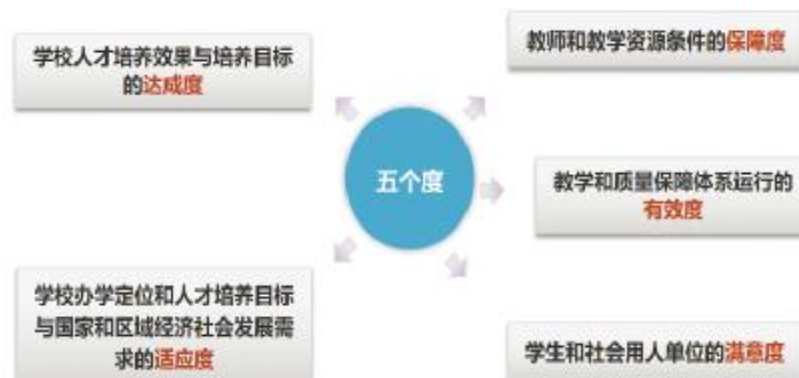 学校人才培养效果与培养目标
的达成度
教师和教学资源条件的保障度
五个度
教学和质量保障体系运行的
有效度
学校办学定位和人才培养目标
与国家和区域经济社会发展需
求的适应度
学生和社会用人单位的满意度